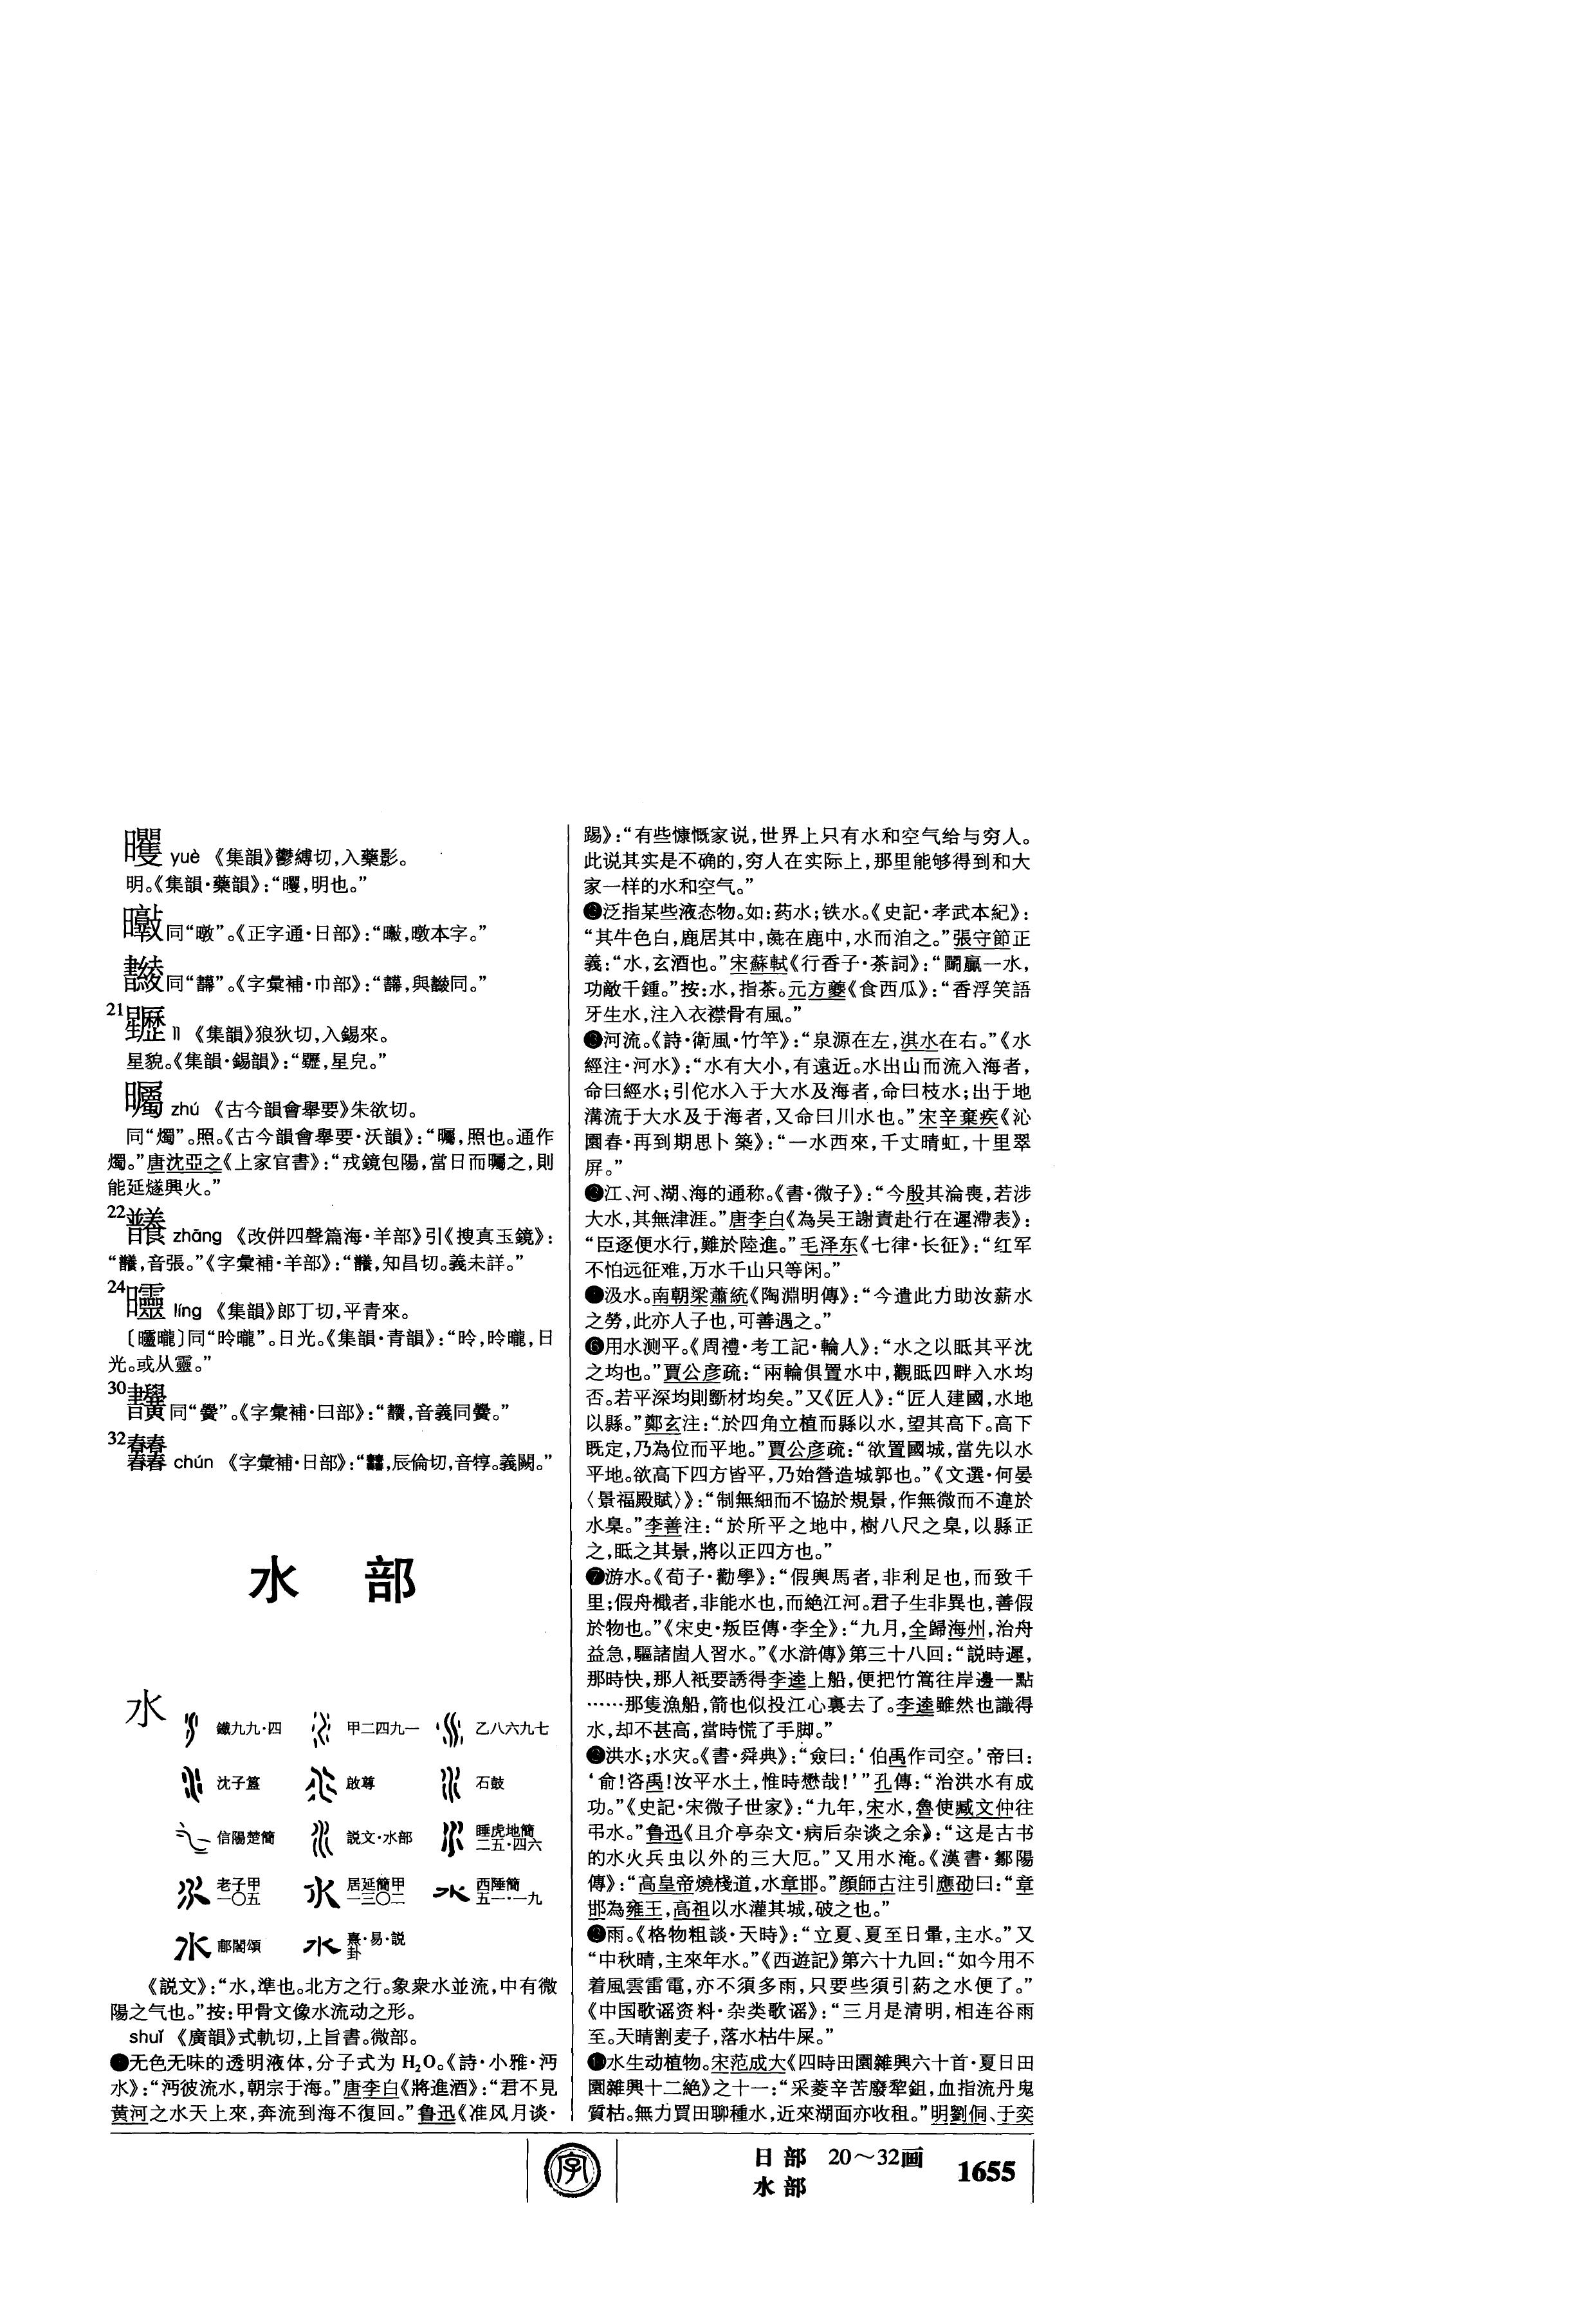 yuè 《集韻》鬱縛切,入藥影。
明。《集韻·藥韻》:“矍,明也。”
同“暾”。《正字通·日部》:“,暾本字。”
同“”。《字彙補·巾部》:“,與同。”
21
lì 《集韻》狼狄切,入錫來。
星貌。《集韻·錫韻》:“,星皃。”
曯 zhú 《古今韻會舉要》朱欲切。
同“燭”。照。《古今韻會舉要·沃韻》:“曯,照也。通作
燭。”唐沈亞之《上家官書》:“戎鏡包陽,當日而曯之,則
能延燧興火。”
22
zhāng 《改併四聲篇海·羊部》引《搜真玉鏡》:
“,音張。”《字彙補·羊部》:“,知昌切。義未詳。”
24
líng 《集韻》郎丁切,平青來。
〔曨〕同“昤曨”。日光。《集韻·青韻》:“昤,昤曨,日
光。或从靈。”
30
同“黌”。《字彙補·曰部》:“,音義同黌。”
32
chún 《字彙補·日部》:“,辰倫切,音犉。義闕。”
水 部
水
鐵九九·四 甲二四九一 乙八六九七
沈子簋 啟尊 石鼓
信陽楚簡 説文·水部 睡虎地簡二五·四六
老子甲一〇五 居延簡甲一三〇二 西陲簡五一·一九
郙閣頌 熹·易·説卦
《説文》:“水,準也。北方之行。象衆水並流,中有微
陽之气也。”按:甲骨文像水流动之形。
shuǐ 《廣韻》式軌切,上旨書。微部。
❶无色无味的透明液体,分子式为 H₂O。《詩·小雅·沔
水》:“沔彼流水,朝宗于海。”唐李白《將進酒》:“君不見
黄河之水天上來,奔流到海不復回。”鲁迅《准风月谈·
踢》:“有些慷慨家说,世界上只有水和空气给与穷人。
此说其实是不确的,穷人在实际上,那里能够得到和大
家一样的水和空气。”
❷泛指某些液态物。如:药水;铁水。《史記·孝武本紀》:
“其牛色白,鹿居其中,彘在鹿中,水而洎之。”張守節正
義:“水,玄酒也。”宋蘇軾《行香子·茶詞》:“鬭贏一水,
功敵千鍾。”按:水,指茶。元方夔《食西瓜》:“香浮笑語
牙生水,注入衣襟骨有風。”
❸河流。《詩·衛風·竹竿》:“泉源在左,淇水在右。”《水
經注·河水》:“水有大小,有遠近。水出山而流入海者,
命曰經水;引佗水入于大水及海者,命曰枝水;出于地
溝流于大水及于海者,又命曰川水也。”宋辛棄疾《沁
園春·再到期思卜築》:“一水西來,千丈晴虹,十里翠
屏。”
❹江、河、湖、海的通称。《書·微子》:“今殷其淪喪,若涉
大水,其無津涯。”唐李白《為吴王謝責赴行在遲滯表》:
“臣逐便水行,難於陸進。”毛泽东《七律·长征》:“红军
不怕远征难,万水千山只等闲。”
❺汲水。南朝梁蕭統《陶淵明傳》:“今遣此力助汝薪水
之勞,此亦人子也,可善遇之。”
❻用水测平。《周禮·考工記·輪人》:“水之以眡其平沈
之均也。”賈公彦疏:“兩輪俱置水中,觀眡四畔入水均
否。若平深均則斲材均矣。”又《匠人》:“匠人建國,水地
以縣。”鄭玄注:“於四角立植而縣以水,望其高下。高下
既定,乃為位而平地。”賈公彦疏:“欲置國城,當先以水
平地。欲高下四方皆平,乃始營造城郭也。”《文選·何晏
〈景福殿賦〉》:“制無細而不協於規景,作無微而不違於
水臬。”李善注:“於所平之地中,樹八尺之臬,以縣正
之,眂之其景,將以正四方也。”
❼游水。《荀子·勸學》:“假輿馬者,非利足也,而致千
里;假舟檝者,非能水也,而絶江河。君子生非異也,善假
於物也。”《宋史·叛臣傳·李全》:“九月,全歸海州,治舟
益急,驅諸崮人習水。”《水滸傳》第三十八回:“説時遲,
那時快,那人衹要誘得李逵上船,便把竹篙往岸邊一點
……那隻漁船,箭也似投江心裏去了。李逵雖然也識得
水,却不甚高,當時慌了手脚。”
❽洪水;水灾。《書·舜典》:“僉曰:‘伯禹作司空。’帝曰:
‘俞!咨禹!汝平水土,惟時懋哉!’”孔傳:“治洪水有成
功。”《史記·宋微子世家》:“九年,宋水,魯使臧文仲往
弔水。”鲁迅《且介亭杂文·病后杂谈之余》:“这是古书
的水火兵虫以外的三大厄。”又用水淹。《漢書·鄒陽
傳》:“高皇帝燒棧道,水章邯。”顔師古注引應劭曰:“章
邯為雍王,高祖以水灌其城,破之也。”
❾雨。《格物粗談·天時》:“立夏、夏至日暈,主水。”又
“中秋晴,主來年水。”《西遊記》第六十九回:“如今用不
着風雲雷電,亦不須多雨,只要些須引葯之水便了。”
《中国歌谣资料·杂类歌谣》:“三月是清明,相连谷雨
至。天晴割麦子,落水枯牛屎。”
❿水生动植物。宋范成大《四時田園雜興六十首·夏日田
園雜興十二絶》之十一:“采菱辛苦廢犂鉏,血指流丹鬼
質枯。無力買田聊種水,近來湖面亦收租。”明劉侗、于奕
字
日部 20～32画
水部
1655